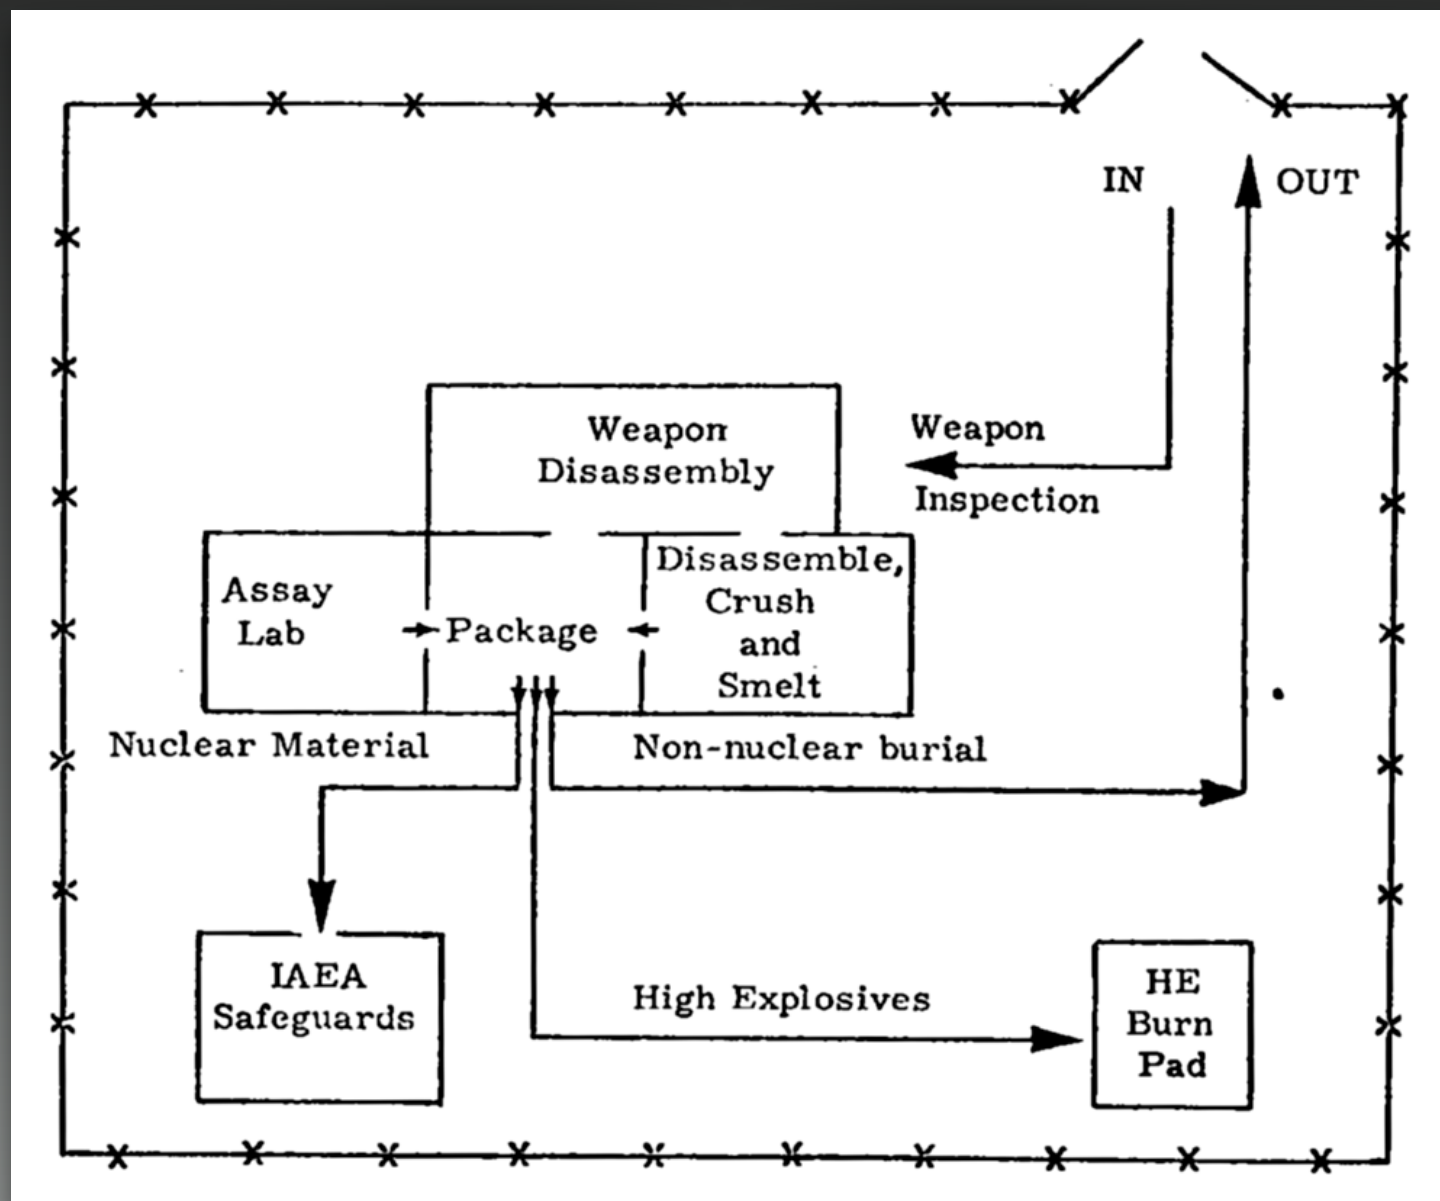 IN
OUT
Weapon
Disassembly
Weapon
Inspection
Assay
Lab
Package
Disassemble,
Crush
and
Smelt
Nuclear Material
Non-nuclear burial
IAEA
Safeguards
High Explosives
HE
Burn
Pad